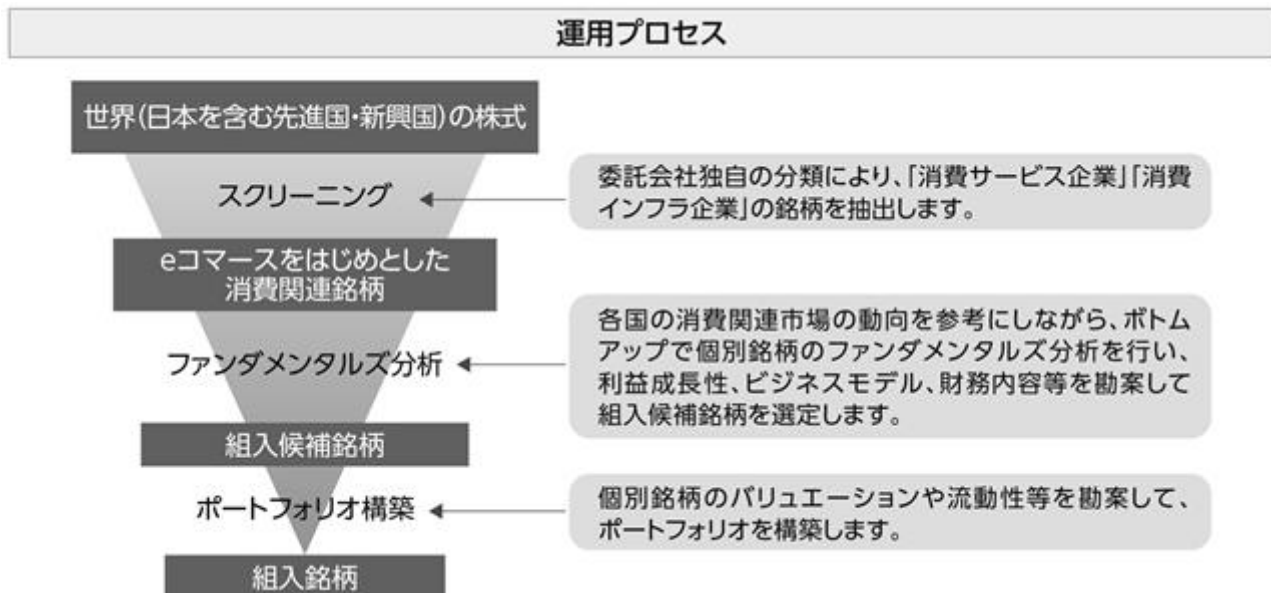 運用プロセス
世界(日本を含む先進国・新興国)の株式
スクリーニング
委託会社独自の分類により、「消費サービス企業」「消費
インフラ企業」の銘柄を抽出します。
eコマースをはじめとした
消費関連銘柄
ファンダメンタルズ分析
各国の消費関連市場の動向を参考にしながら、ボトム
アップで個別銘柄のファンダメンタルズ分析を行い、
利益成長性、ビジネスモデル、財務内容等を勘案して
組入候補銘柄を選定します。
組入候補銘柄
ポートフォリオ構築
個別銘柄のバリュエーションや流動性等を勘案して、
ポートフォリオを構築します。
組入銘柄